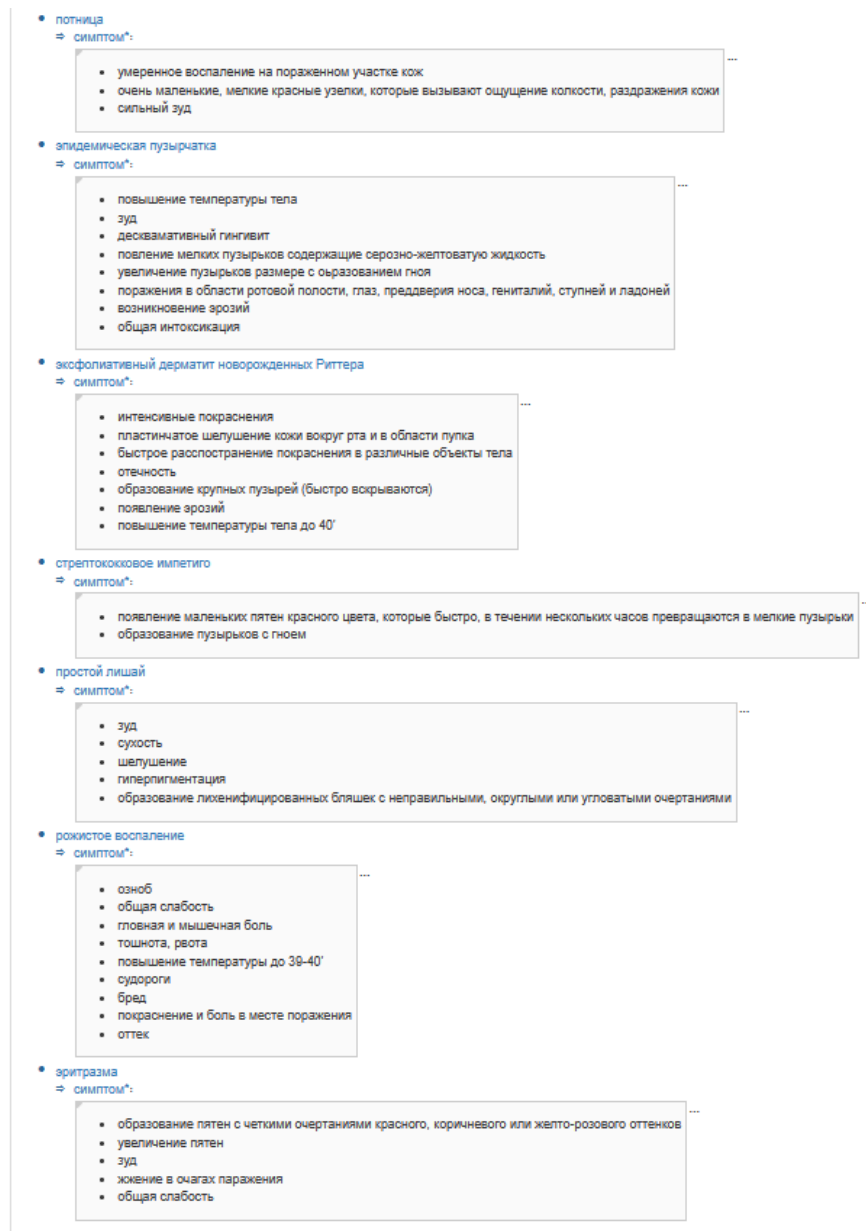 • потница
⇒ симптом*:
...
• умеренное воспаление на пораженном участке кож
• очень маленькие, мелкие красные узелки, которые вызывают ощущение колкости, раздражения кожи
• сильный зуд
• эпидемическая пузырчатка
⇒ симптом*:
...
• повышение температуры тела
• зуд
• десквамативный гингивит
• повление мелких пузырьков содержащие серозно-желтоватую жидкость
• увеличение пузырьков размере с оьразованием гноя
• поражения в области ротовой полости, глаз, преддверия носа, гениталий, ступней и ладоней
• возникновение эрозий
• общая интоксикация
• эксфолиативный дерматит новорожденных Риттера
⇒ симптом*:
...
• интенсивные покраснения
• пластинчатое шелушение кожи вокруг рта и в области пупка
• быстрое расспостранение покраснения в различные объекты тела
• отечность
• образование крупных пузырей (быстро вскрываются)
• появление эрозий
• повышение температуры тела до 40'
• стрептококковое импетиго
⇒ симптом*:
...
• появление маленьких пятен красного цвета, которые быстро, в течении нескольких часов превращаются в мелкие пузырьки
• образование пузырьков с гноем
• простой лишай
⇒ симптом*:
...
• зуд
• сухость
• шелушение
• гиперпигментация
• образование лихенифицированных бляшек с неправильными, округлыми или угловатыми очертаниями
• рожистое воспаление
⇒ симптом*:
...
• озноб
• общая слабость
• гловная и мышечная боль
• тошнота, рвота
• повышение температуры до 39-40'
• судороги
• бред
• покраснение и боль в месте поражения
• оттек
• эритразма
⇒ симптом*:
...
• образование пятен с четкими очертаниями красного, коричневого или желто-розового оттенков
• увеличение пятен
• зуд
• жжение в очагах паражения
• общая слабость